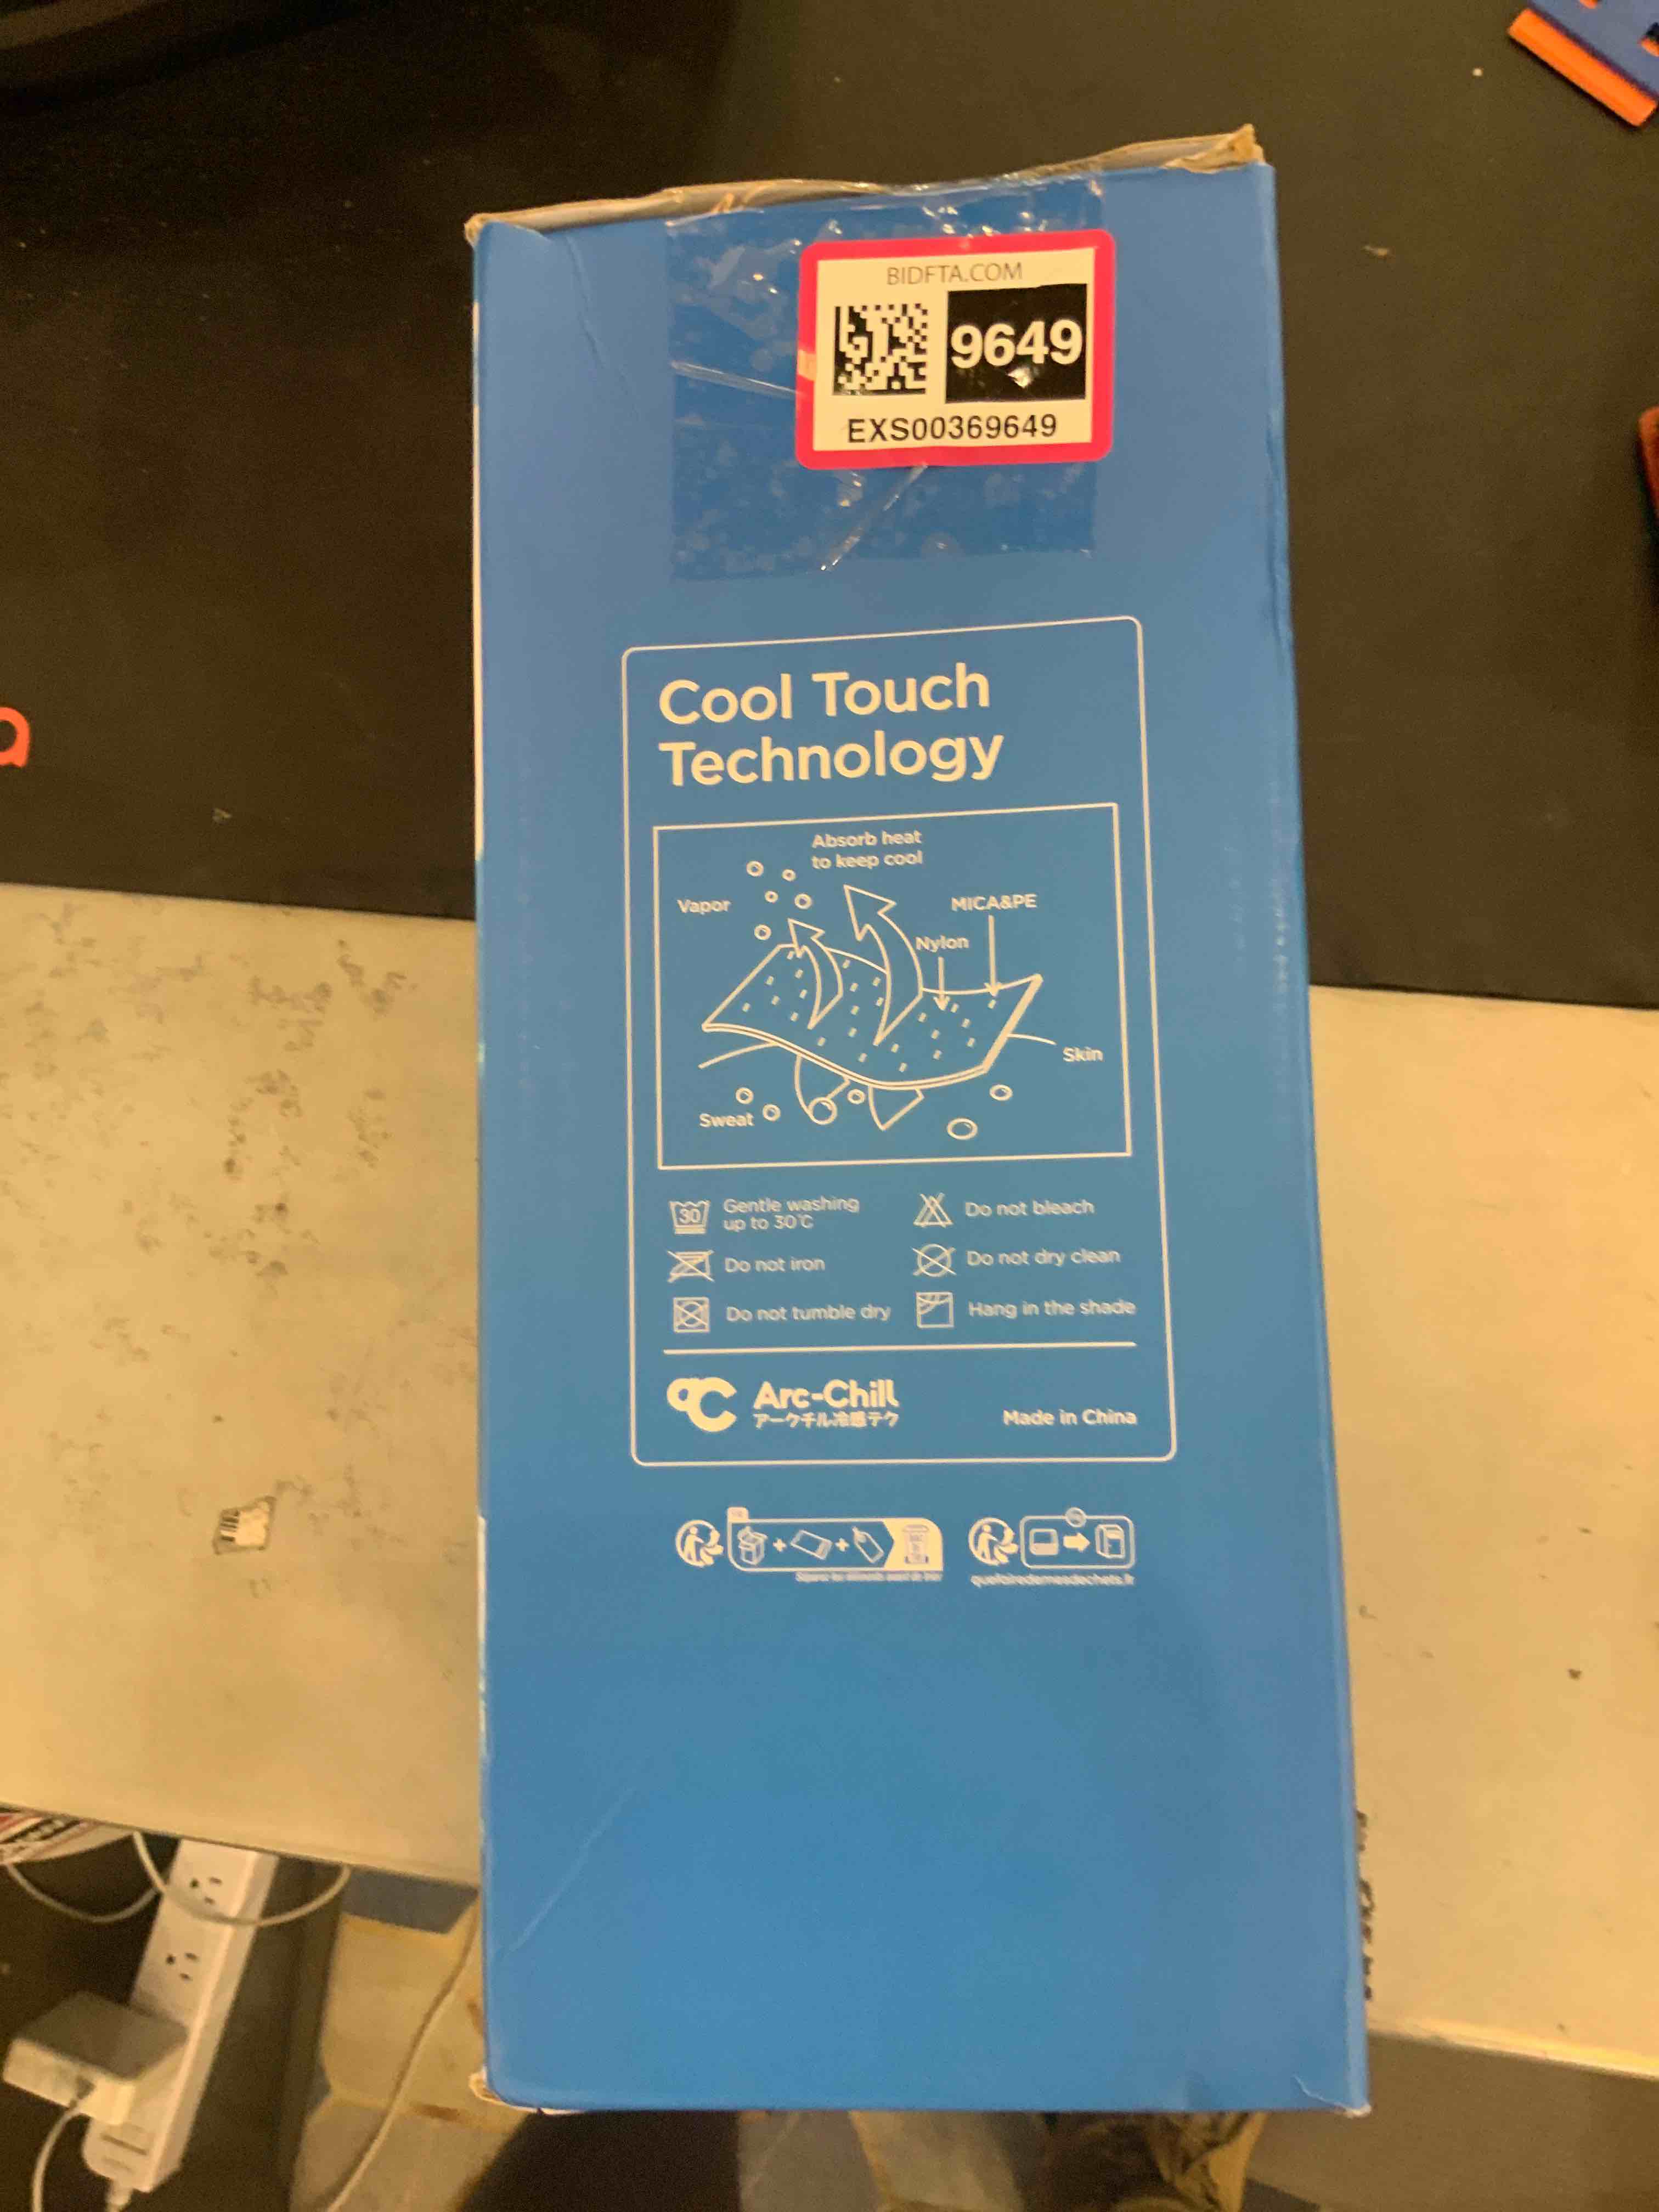 BIDFTA.COM
9649
EXS00369649
Cool Touch
Technology
Absorb heat
to keep cool
Vapor
MICA&PE
Nylon
Skin
Sweat
30
Gentle washing
up to 30℃
Do not bleach
Do not iron
Do not dry clean
Do not tumble dry
Hang in the shade
Arc-Chill
アークチル冷感テク
Made in China
quefairedemesdechets.fr
a